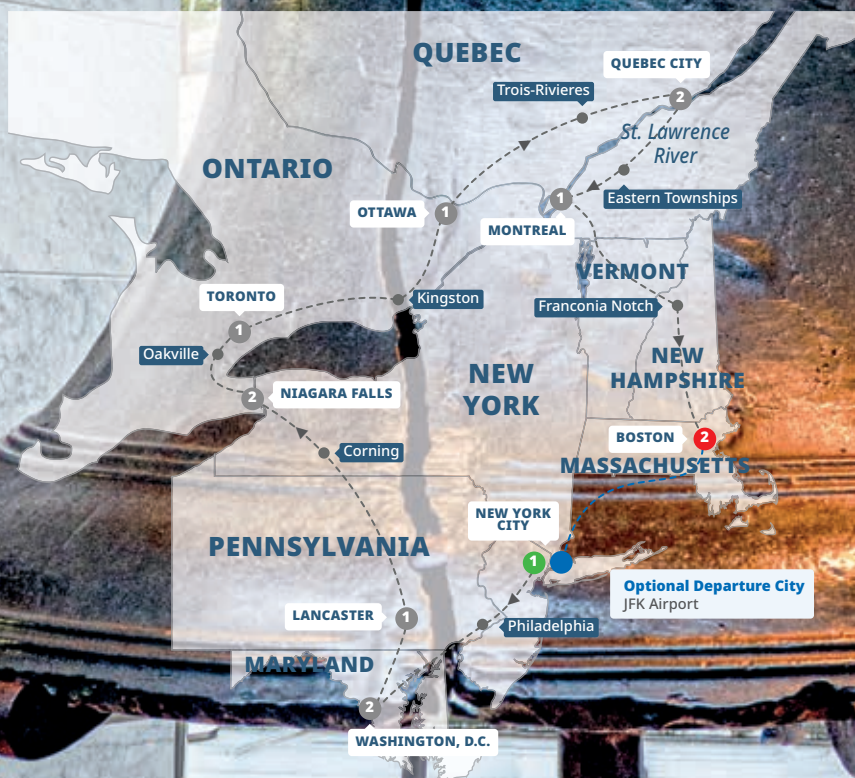 QUEBEC
QUEBEC CITY
Trois-Rivieres
2
St. Lawrence
River
ONTARIO
Eastern Townships
OTTAWA
1
1
MONTREAL
VERMONT
TORONTO
Kingston
Franconia Notch
1
Oakville
NEW
HAMPSHIRE
NEW
YORK
2
NIAGARA FALLS
BOSTON
2
Corning
MASSACHUSETTS
NEW YORK
CITY
PENNSYLVANIA
1
Optional Departure City
JFK Airport
LANCASTER
1
Philadelphia
MARYLAND
2
WASHINGTON, D.C.